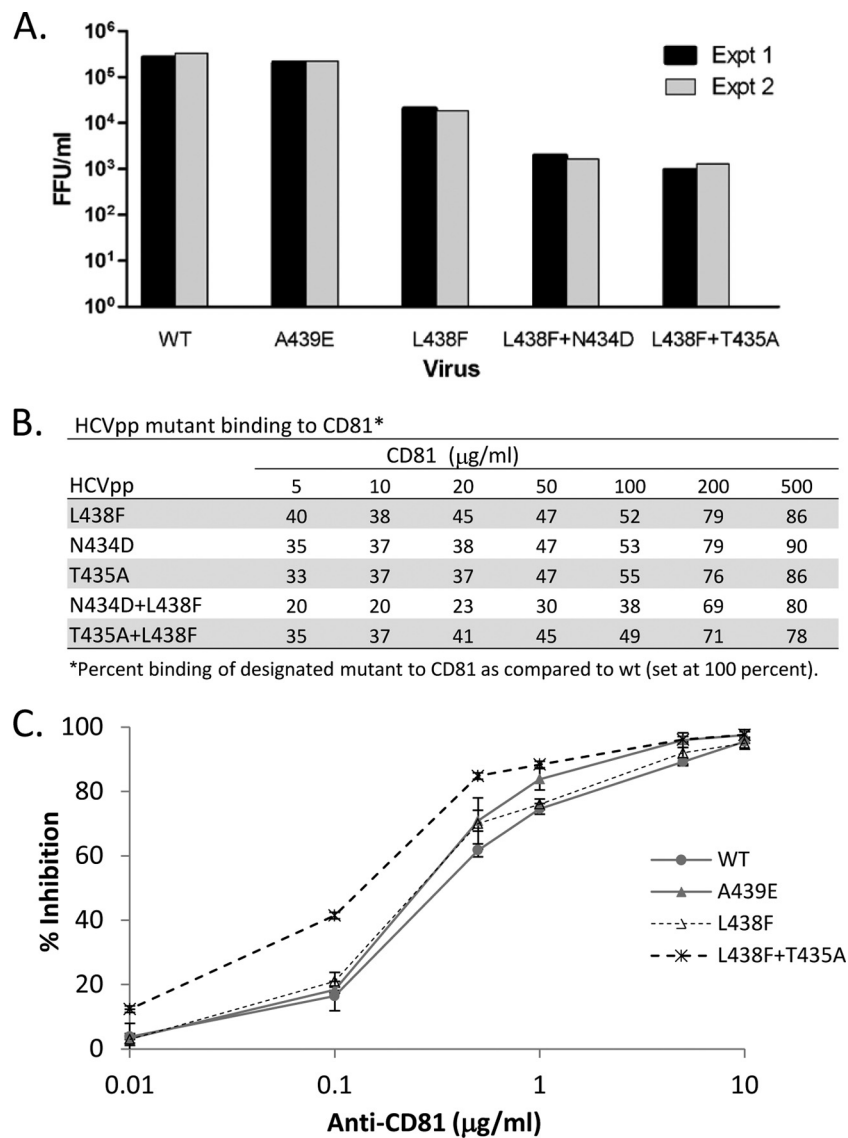 A.
10⁶
10⁵
10⁴
10³
10²
10¹
10⁰
FFU/ml
Expt 1
Expt 2
WT A439E L438F L438F+N434D L438F+T435A
Virus
B.
HCVpp mutant binding to CD81*
CD81 (μg/ml)
HCVpp 5 10 20 50 100 200 500
L438F 40 38 45 47 52 79 86
N434D 35 37 38 47 53 79 90
T435A 33 37 37 47 55 76 86
N434D+L438F 20 20 23 30 38 69 80
T435A+L438F 35 37 41 45 49 71 78
*Percent binding of designated mutant to CD81 as compared to wt (set at 100 percent).
C.
100
80
60
40
20
0
% Inhibition
WT
A439E
L438F
L438F+T435A
0.01 0.1 1 10
Anti-CD81 (μg/ml)